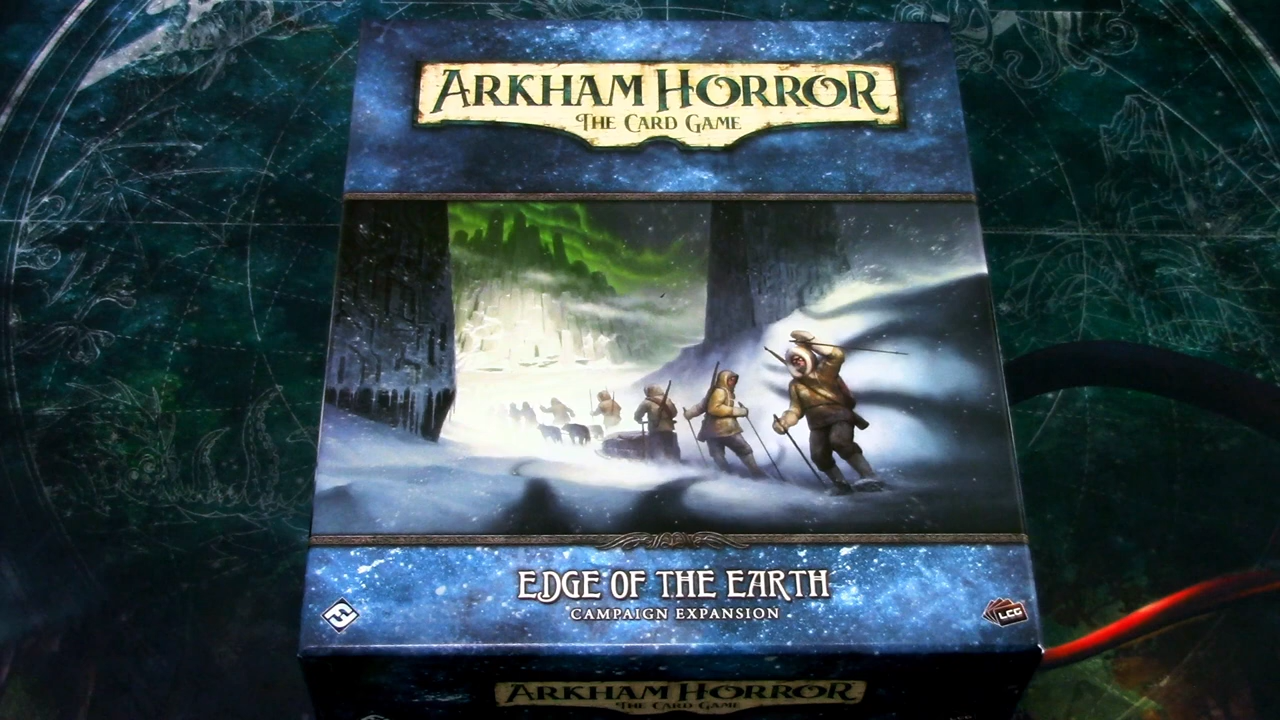 ARKHAM HORROR
THE CARD GAME
EDGE OF THE EARTH
CAMPAIGN EXPANSION
LCG
ARKHAM HORROR
THE CARD GAME